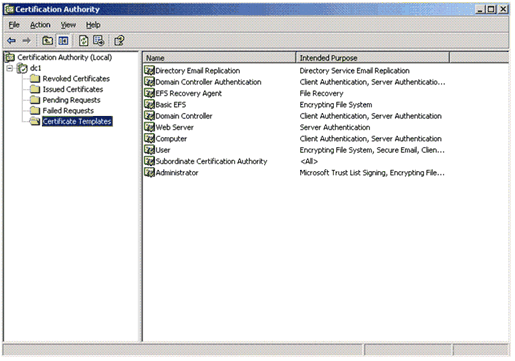 Certification Authority
File Action View Help
Certification Authority (Local)
dc1
Revoked Certificates
Issued Certificates
Pending Requests
Failed Requests
Certificate Templates
Name Intended Purpose
Directory Email Replication Directory Service Email Replication
Domain Controller Authentication Client Authentication, Server Authenticatio...
EFS Recovery Agent File Recovery
Basic EFS Encrypting File System
Domain Controller Client Authentication, Server Authentication
Web Server Server Authentication
Computer Client Authentication, Server Authentication
User Encrypting File System, Secure Email, Clien...
Subordinate Certification Authority <All>
Administrator Microsoft Trust List Signing, Encrypting File...